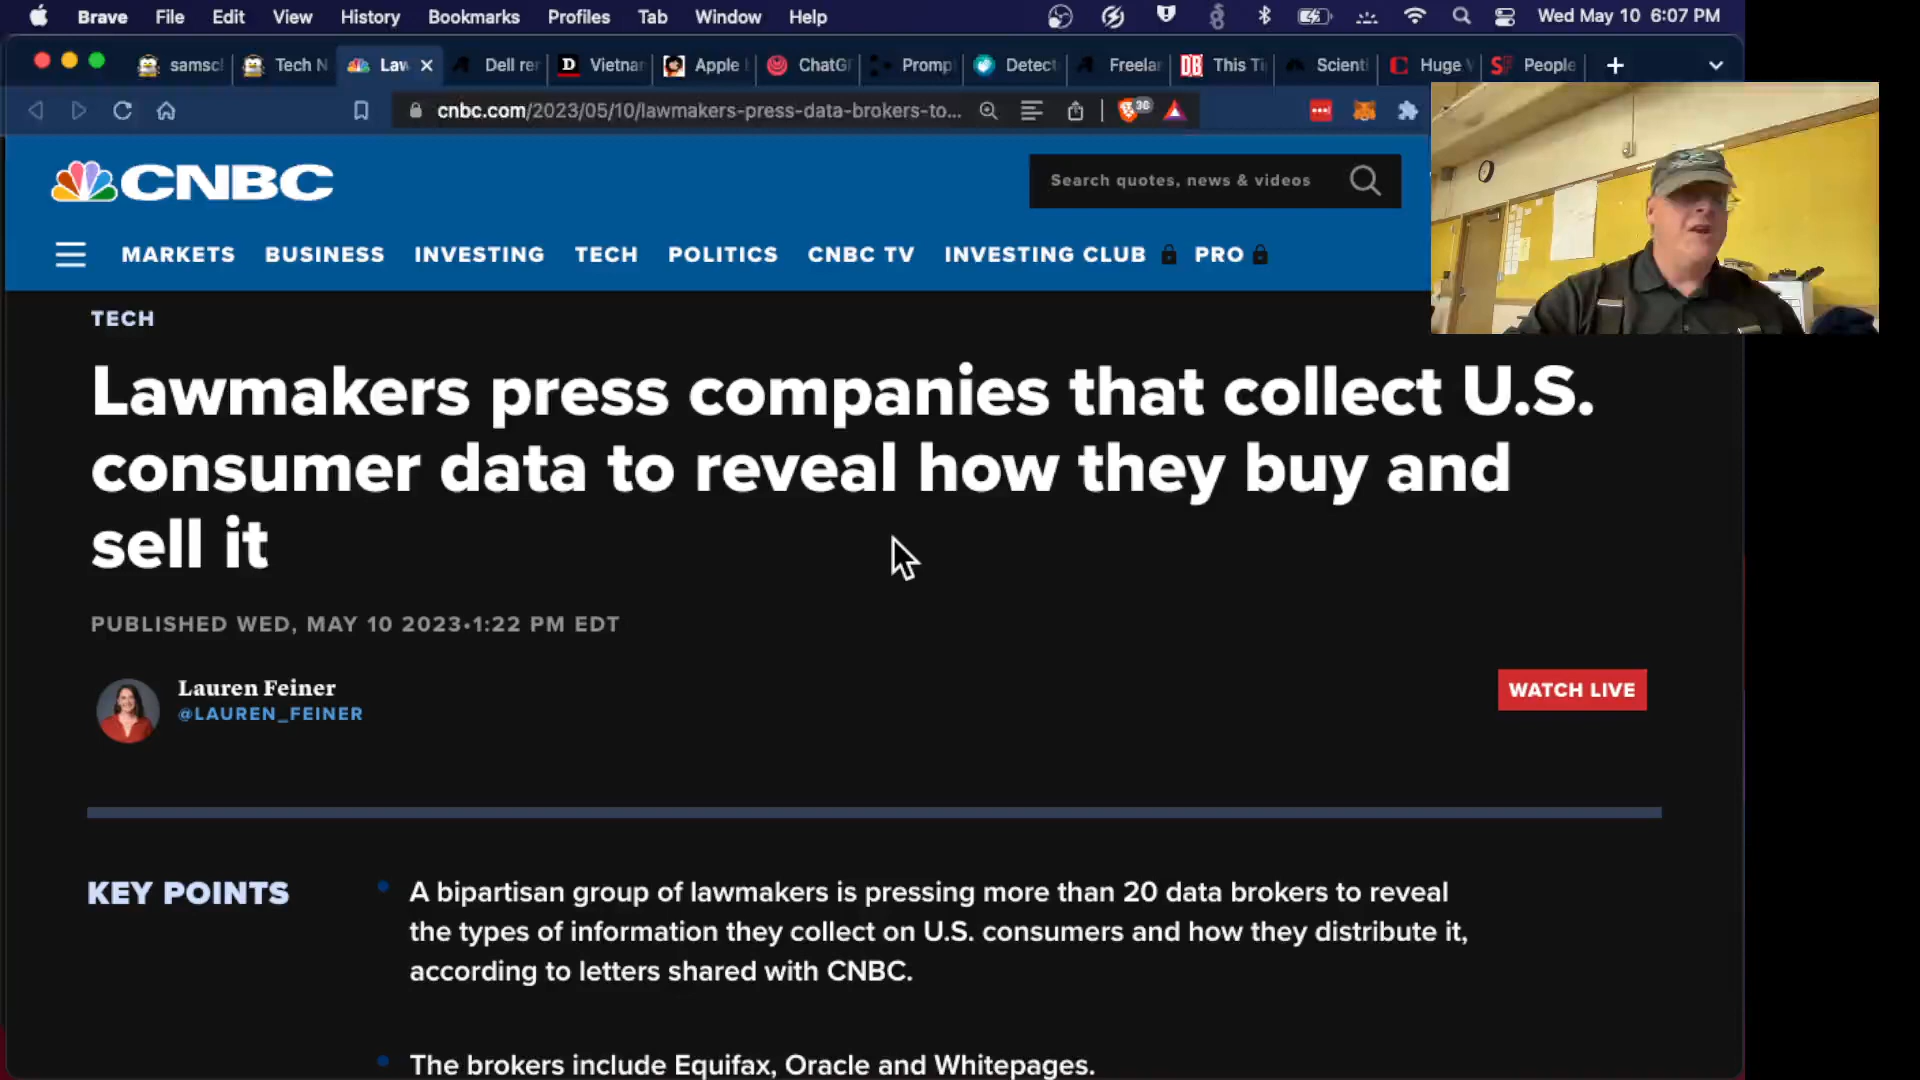 Brave File Edit View History Bookmarks Profiles Tab Window Help Wed May 10 6:07 PM
samscl Tech N Law Dell rer Vietnar Apple ChatG Promp Detect Freelar This Ti Scienti Huge People
cnbc.com/2023/05/10/lawmakers-press-data-brokers-to... 36
CNBC Search quotes, news & videos
MARKETS BUSINESS INVESTING TECH POLITICS CNBC TV INVESTING CLUB PRO
TECH
Lawmakers press companies that collect U.S.
consumer data to reveal how they buy and
sell it
PUBLISHED WED, MAY 10 2023•1:22 PM EDT
Lauren Feiner
@LAUREN_FEINER
WATCH LIVE
KEY POINTS
A bipartisan group of lawmakers is pressing more than 20 data brokers to reveal
the types of information they collect on U.S. consumers and how they distribute it,
according to letters shared with CNBC.
The brokers include Equifax, Oracle and Whitepages.